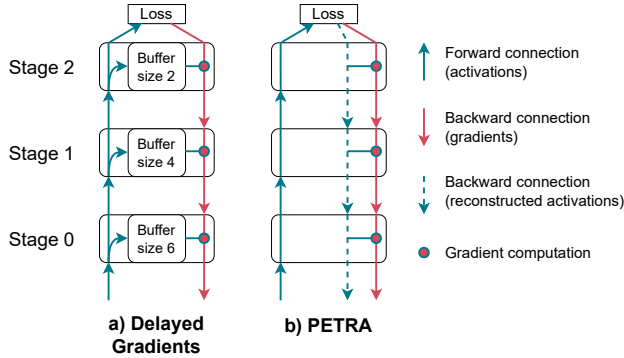 Loss
Loss
Stage 2
Buffer
size 2
Stage 1
Buffer
size 4
Stage 0
Buffer
size 6
Forward connection
(activations)
Backward connection
(gradients)
Backward connection
(reconstructed activations)
Gradient computation
a) Delayed
Gradients
b) PETRA